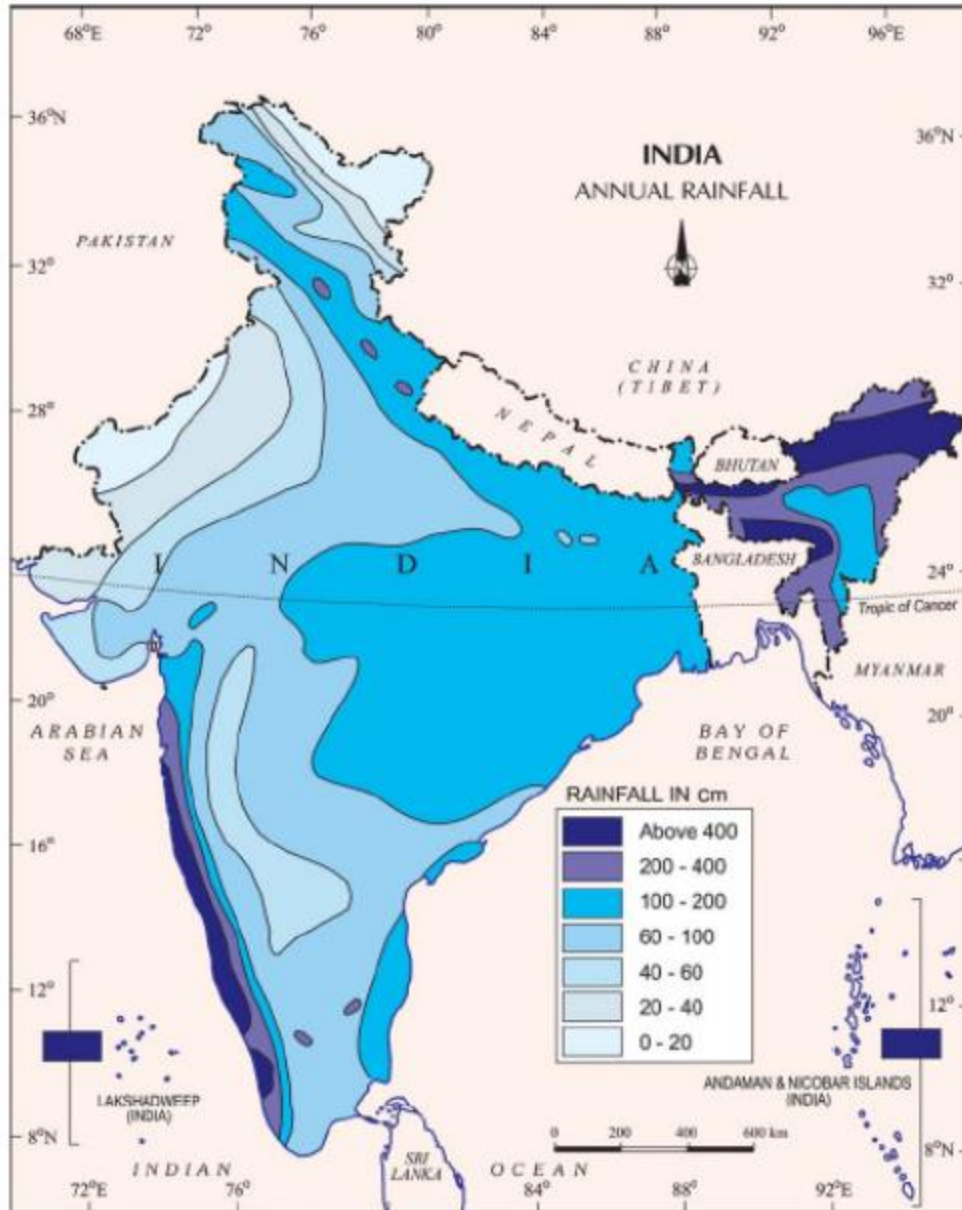 68°E 72° 76° 80° 84° 88°E 92° 96°E
36°N
36°N
INDIA
ANNUAL RAINFALL
N
PAKISTAN
32°
32°
CHINA
(TIBET)
28°
28°
NEPAL
BHUTAN
INDIA
BANGLADESH
24°
24°
Tropic of Cancer
MYANMAR
20°
20°
ARABIAN
SEA
BAY OF
BENGAL
RAINFALL IN cm
Above 400
200 - 400
100 - 200
60 - 100
40 - 60
20 - 40
0 - 20
16°
16°
12°
12°
LAKSHADWEEP
(INDIA)
ANDAMAN & NICOBAR ISLANDS
(INDIA)
0 200 400 600 km
8°N
8°N
SRI
LANKA
INDIAN OCEAN
72°E 76° 84° 88° 92°E